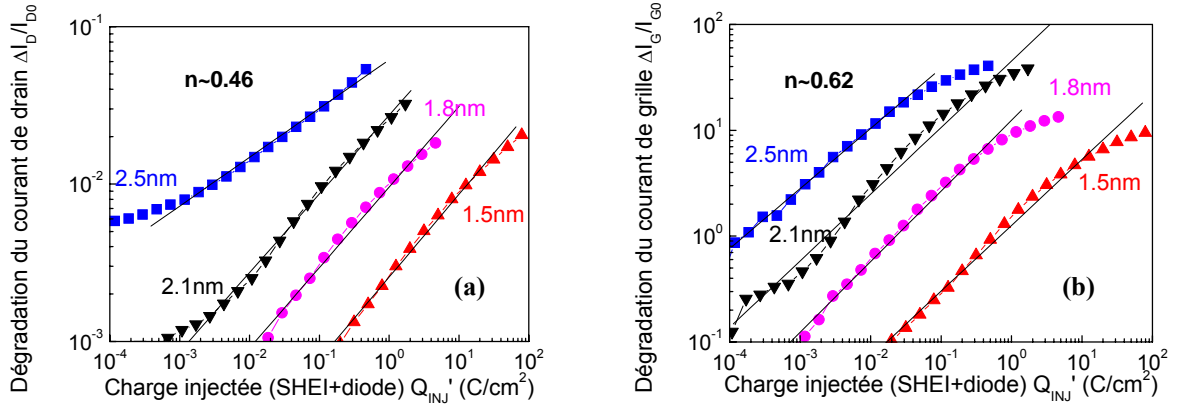 Dégradation du courant de drain ΔI_D/I_D0
10^-1
10^-2
10^-3
n~0.46
2.5nm
2.1nm
1.8nm
1.5nm
(a)
10^-4 10^-3 10^-2 10^-1 10^0 10^1 10^2
Charge injectée (SHEI+diode) Q_INJ' (C/cm^2)
Dégradation du courant de grille ΔI_G/I_G0
10^2
10^1
10^0
10^-1
n~0.62
2.5nm
2.1nm
1.8nm
1.5nm
(b)
10^-4 10^-3 10^-2 10^-1 10^0 10^1 10^2
Charge injectée (SHEI+diode) Q_INJ' (C/cm^2)